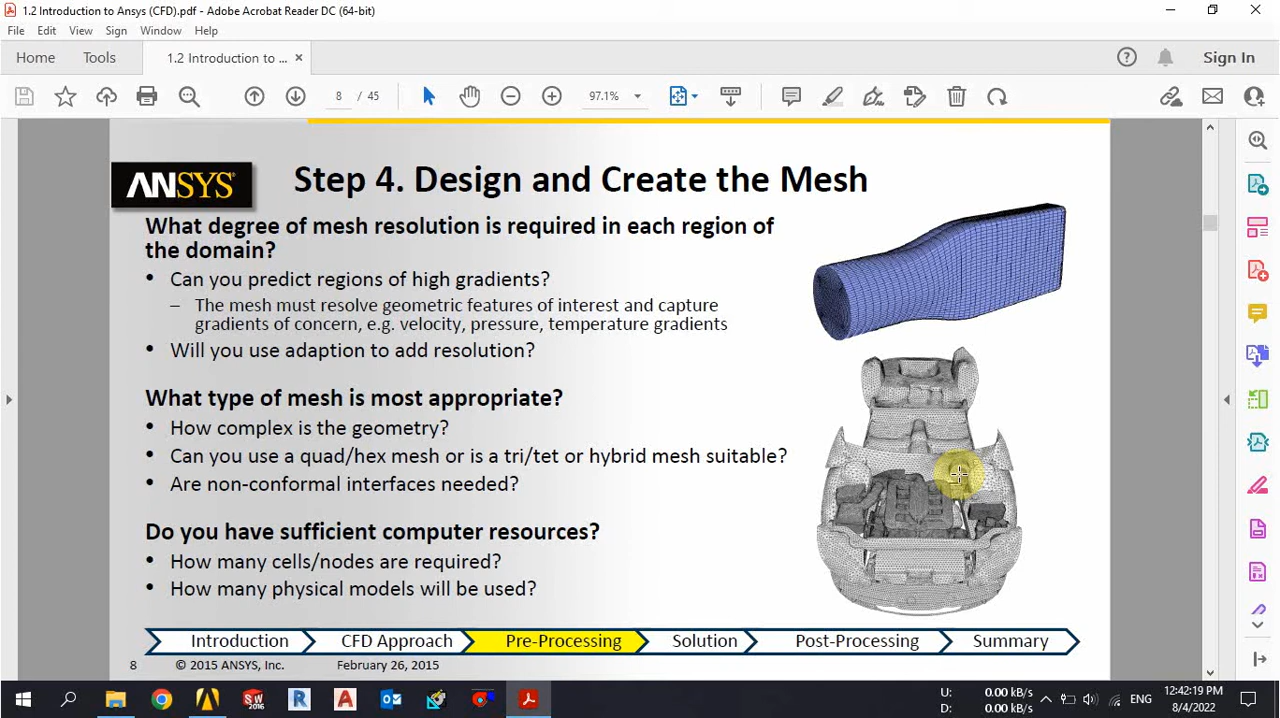 1.2 Introduction to Ansys (CFD).pdf - Adobe Acrobat Reader DC (64-bit)
File Edit View Sign Window Help
Home Tools 1.2 Introduction to ... × Sign In
8 / 45 97.1%
ANSYS
Step 4. Design and Create the Mesh
What degree of mesh resolution is required in each region of
the domain?
• Can you predict regions of high gradients?
– The mesh must resolve geometric features of interest and capture
gradients of concern, e.g. velocity, pressure, temperature gradients
• Will you use adaption to add resolution?
What type of mesh is most appropriate?
• How complex is the geometry?
• Can you use a quad/hex mesh or is a tri/tet or hybrid mesh suitable?
• Are non-conformal interfaces needed?
Do you have sufficient computer resources?
• How many cells/nodes are required?
• How many physical models will be used?
Introduction CFD Approach Pre-Processing Solution Post-Processing Summary
8 © 2015 ANSYS, Inc. February 26, 2015
SW 2016 R A
U: 0.00 kB/s
D: 0.00 kB/s
ENG
12:42:19 PM
8/4/2022